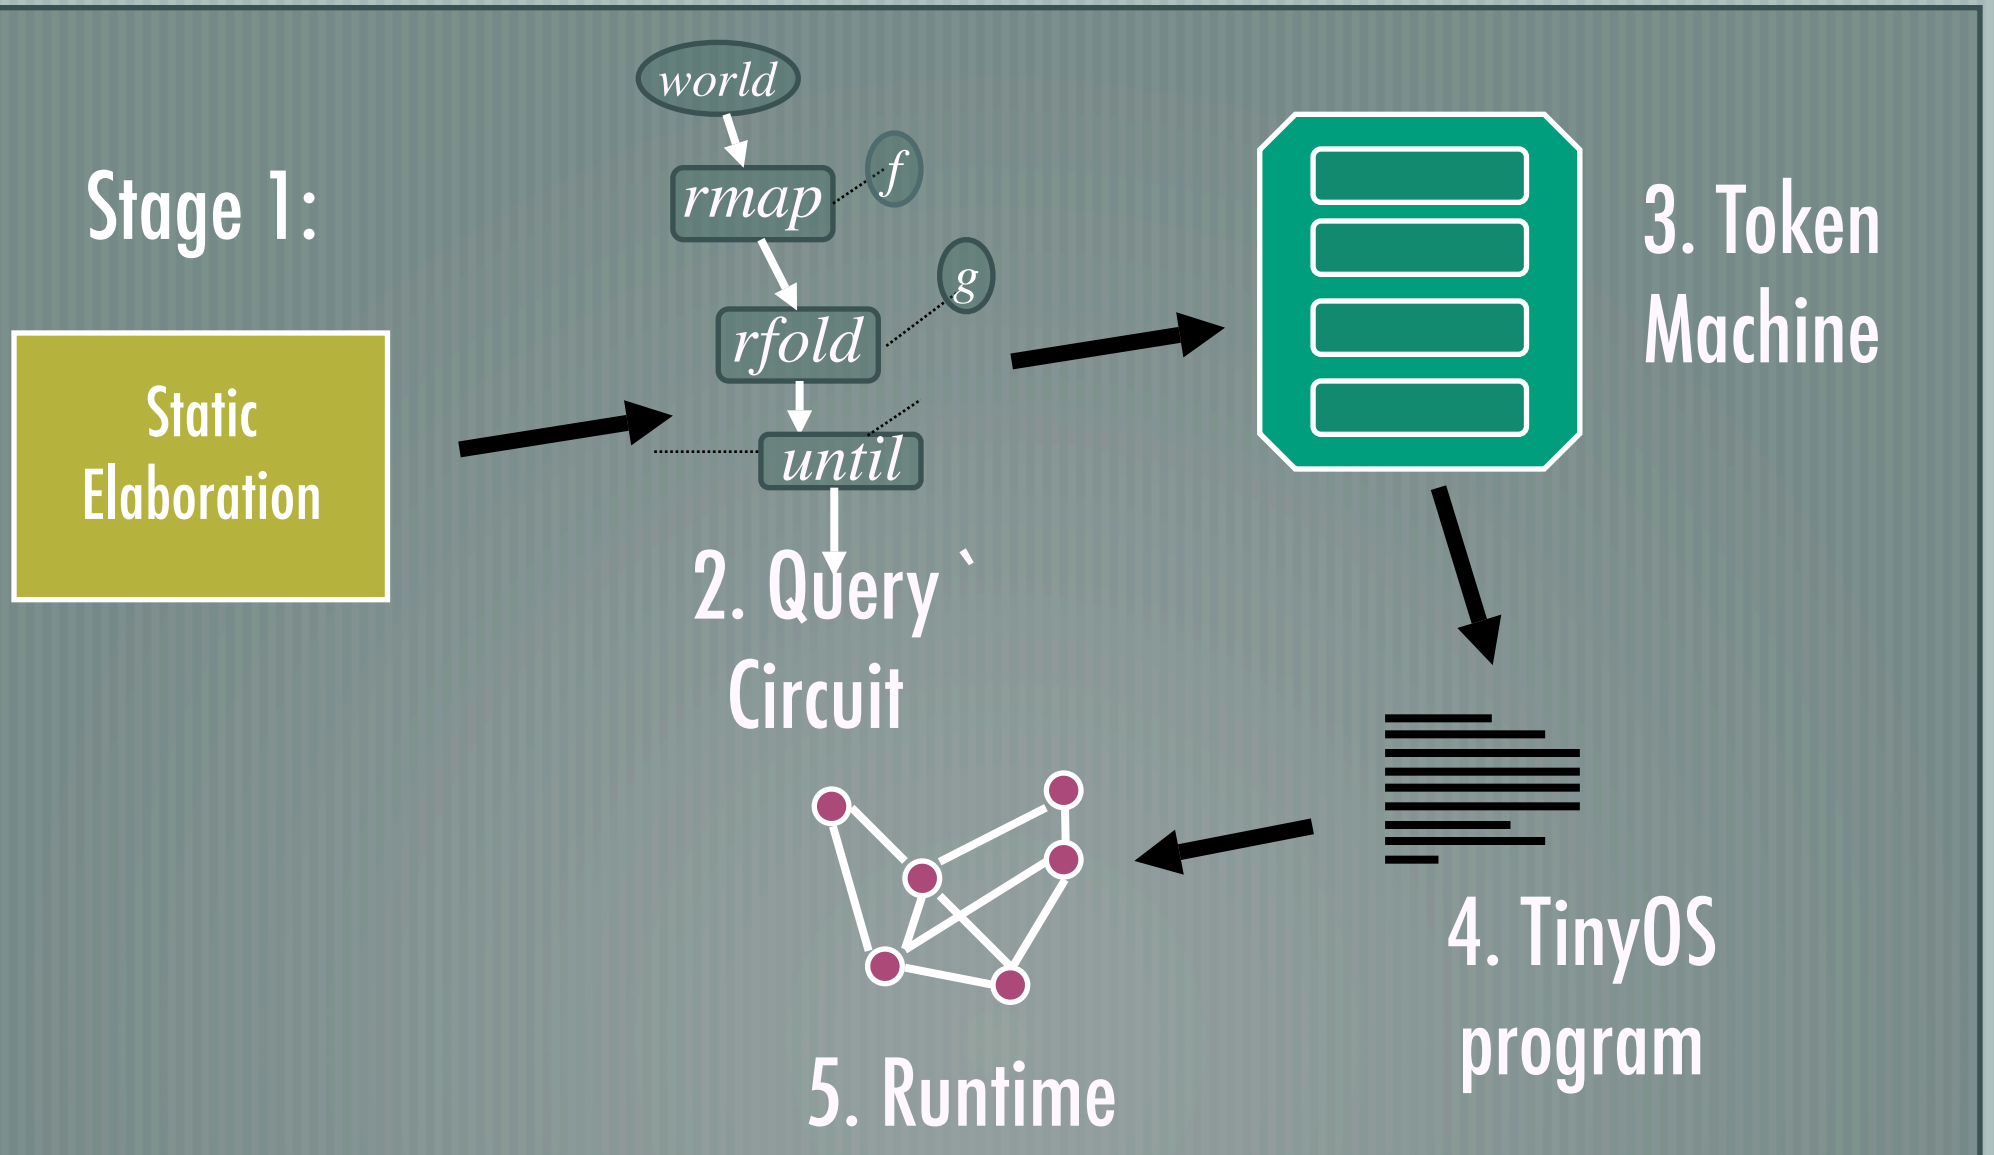 Stage 1:
Static
Elaboration
world
rmap
f
rfold
g
until
2. Query `
Circuit
3. Token
Machine
4. TinyOS
program
5. Runtime